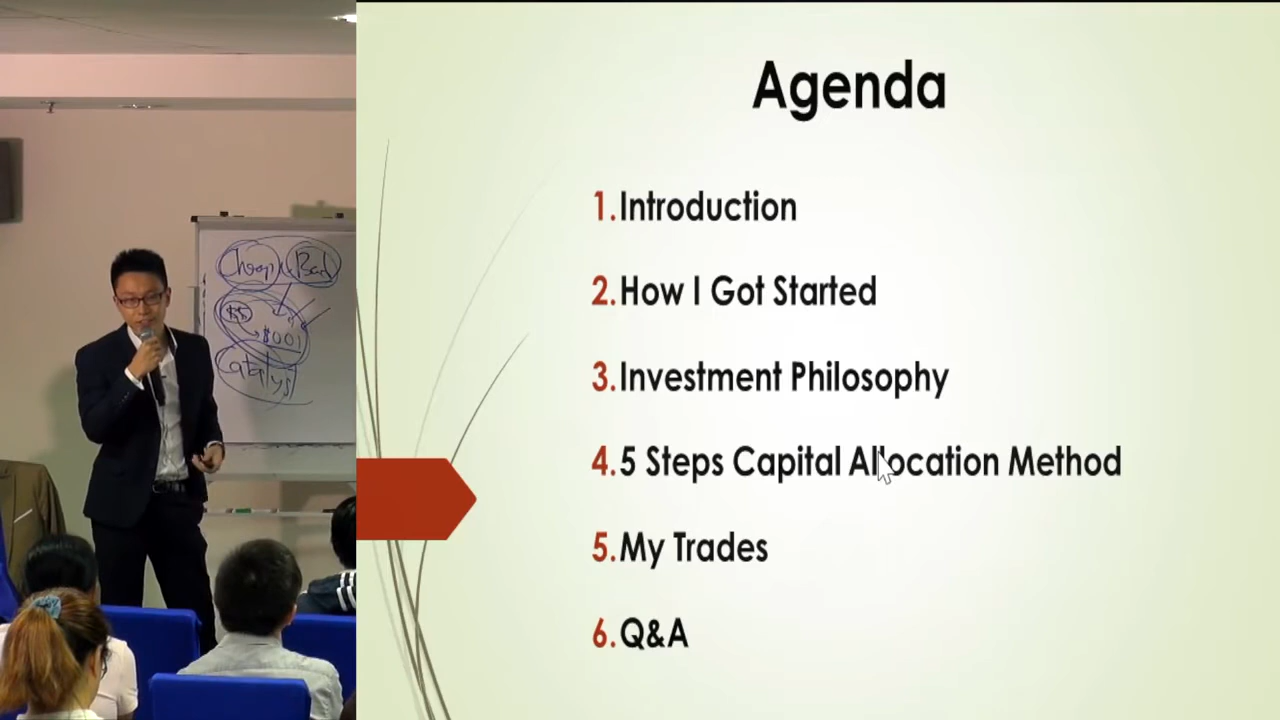 Cheap Bad
$$
$001
Catalyst
Agenda
1. Introduction
2. How I Got Started
3. Investment Philosophy
4. 5 Steps Capital Allocation Method
5. My Trades
6. Q&A